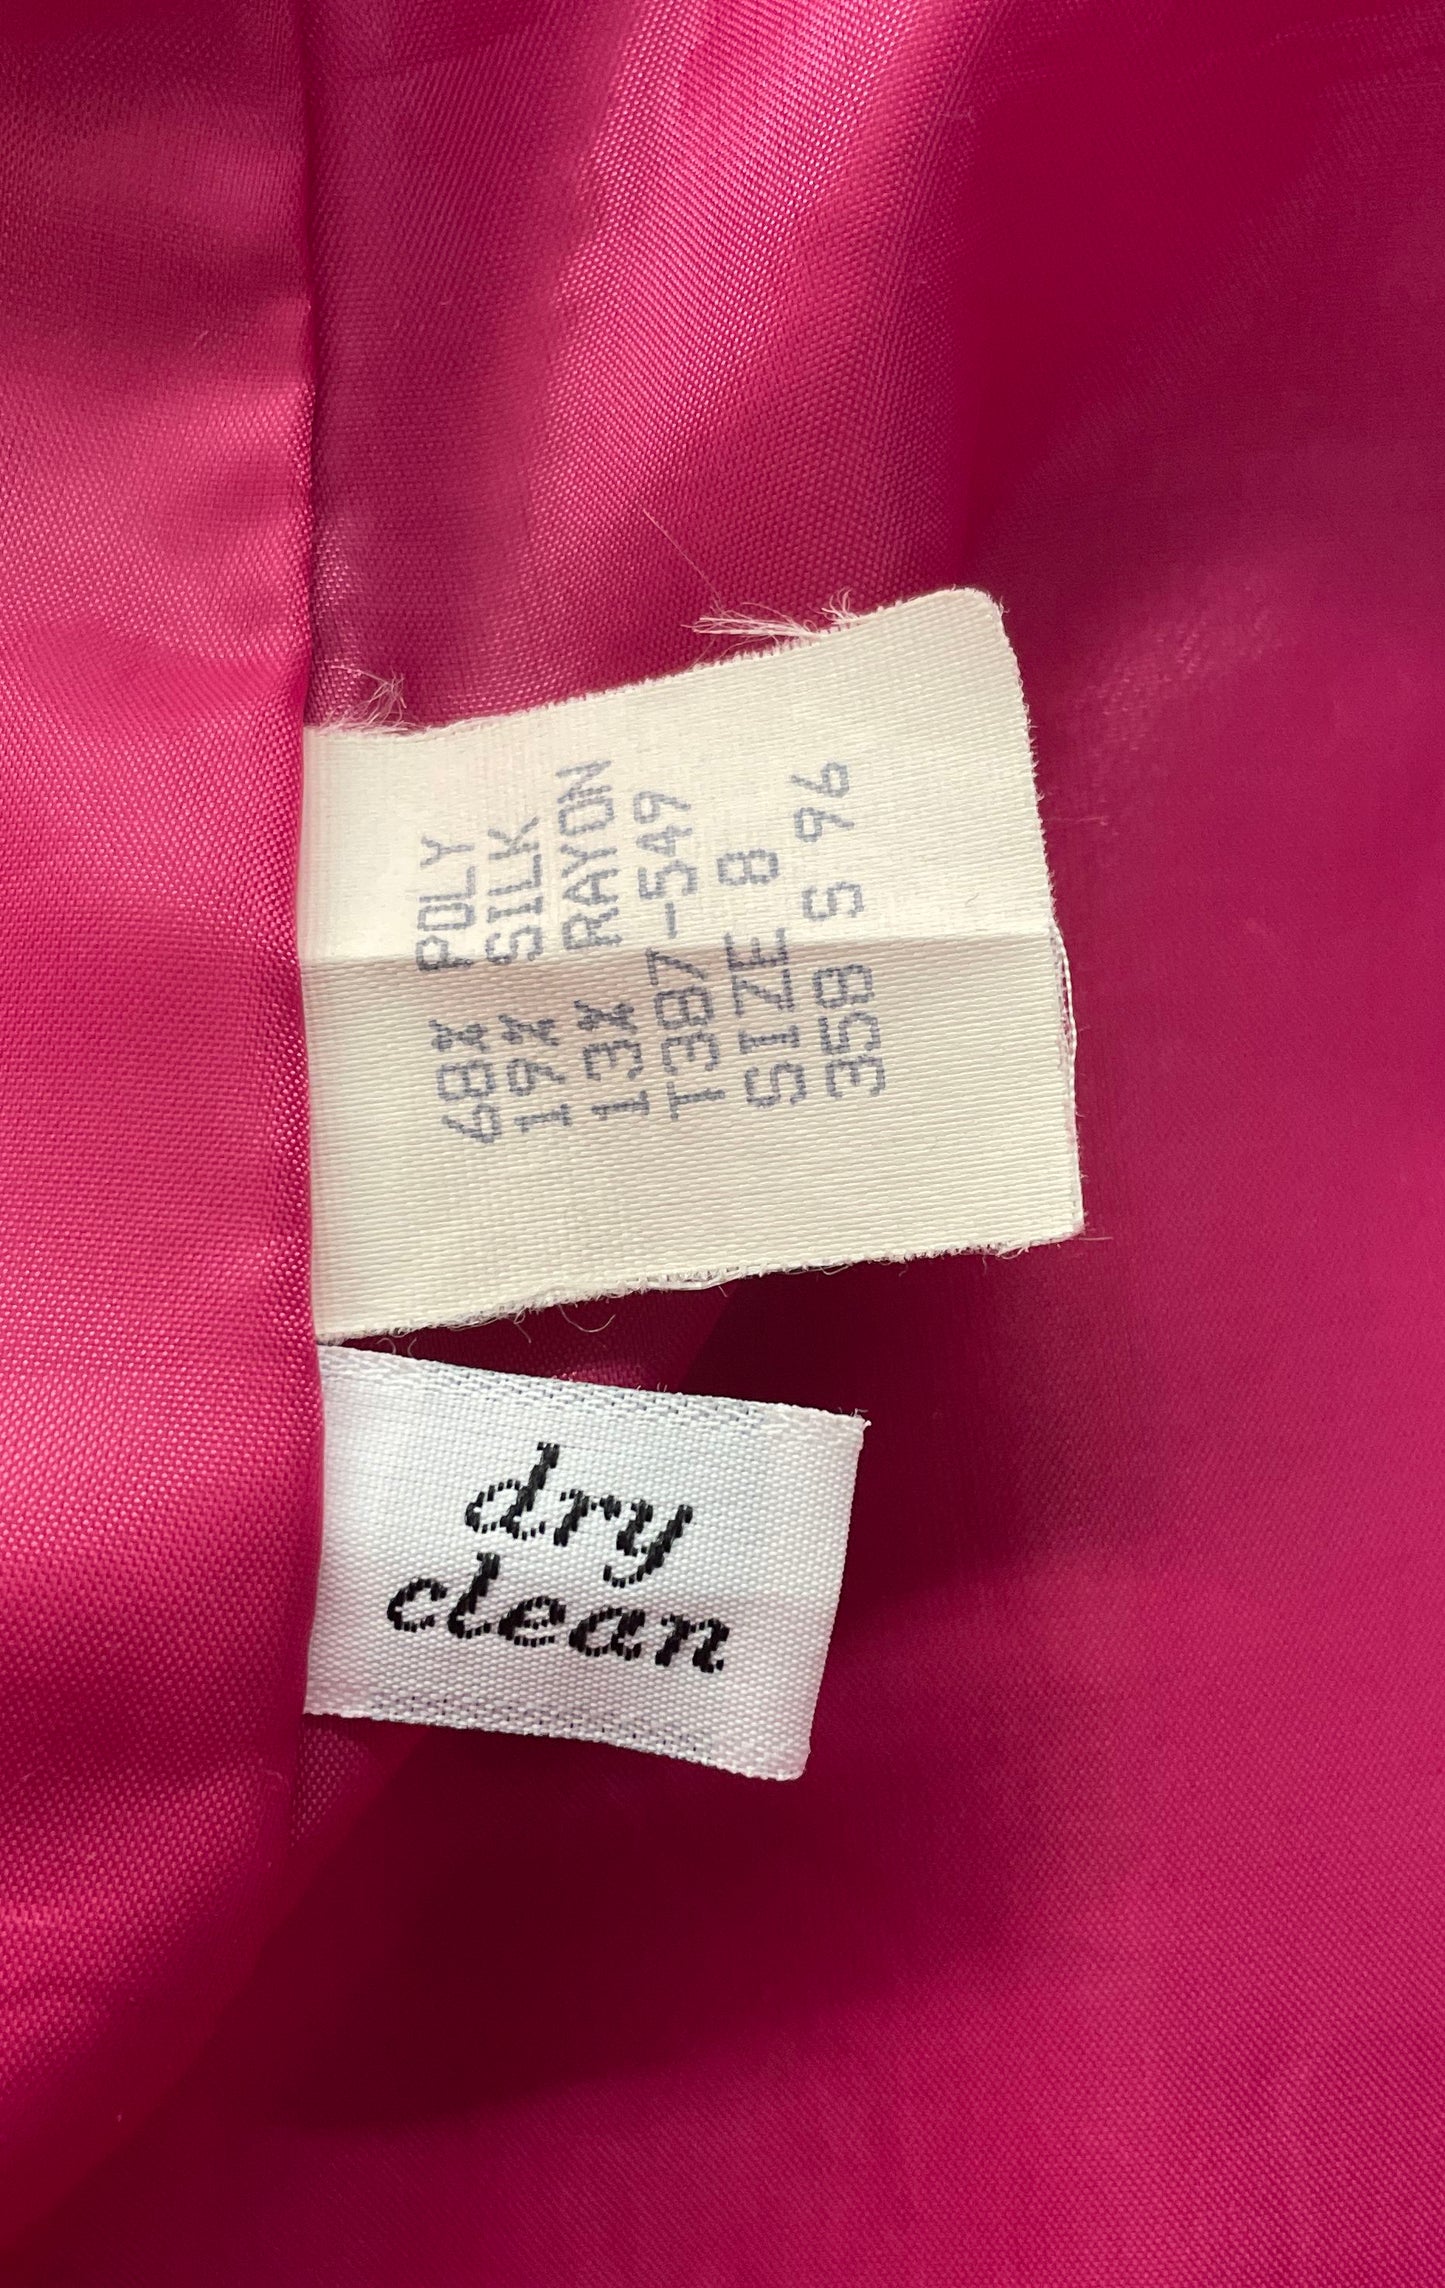 68% POLY
19% SILK
13% RAYON
T387-549
SIZE 8
358 S 96
dry
clean